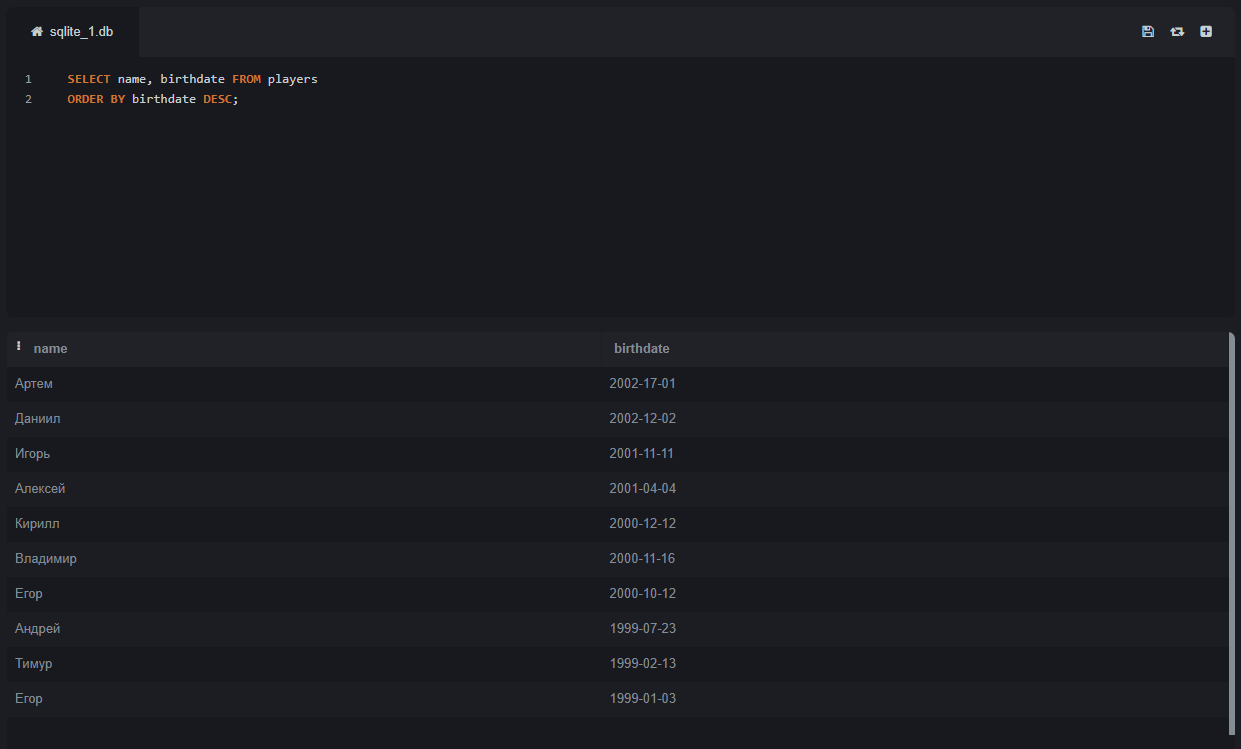 sqlite_1.db
1 SELECT name, birthdate FROM players
2 ORDER BY birthdate DESC;
name birthdate
Артем 2002-17-01
Даниил 2002-12-02
Игорь 2001-11-11
Алексей 2001-04-04
Кирилл 2000-12-12
Владимир 2000-11-16
Егор 2000-10-12
Андрей 1999-07-23
Тимур 1999-02-13
Егор 1999-01-03